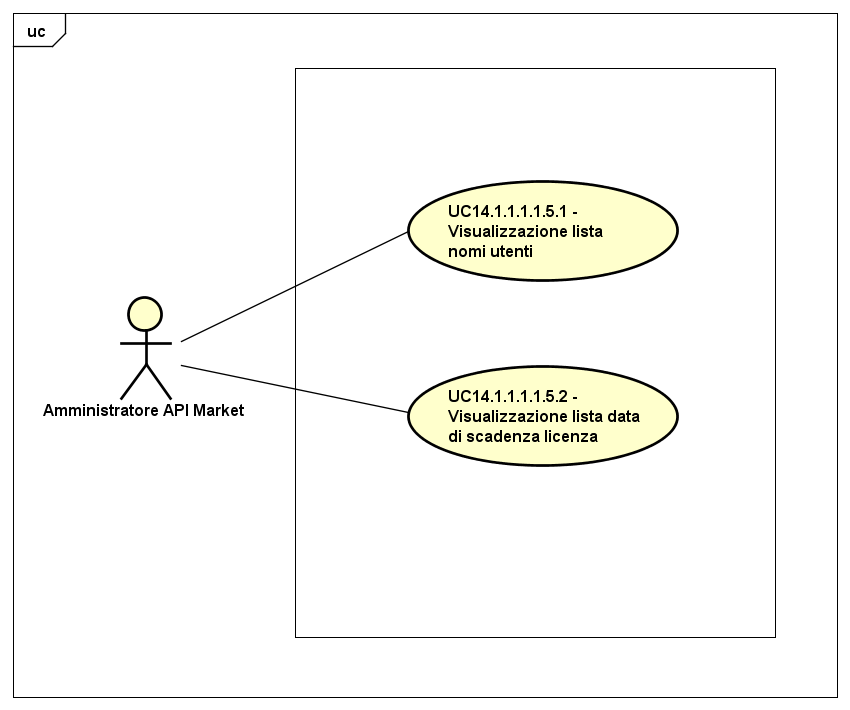 uc
UC14.1.1.1.1.5.1 -
Visualizzazione lista
nomi utenti
Amministratore API Market
UC14.1.1.1.1.5.2 -
Visualizzazione lista data
di scadenza licenza